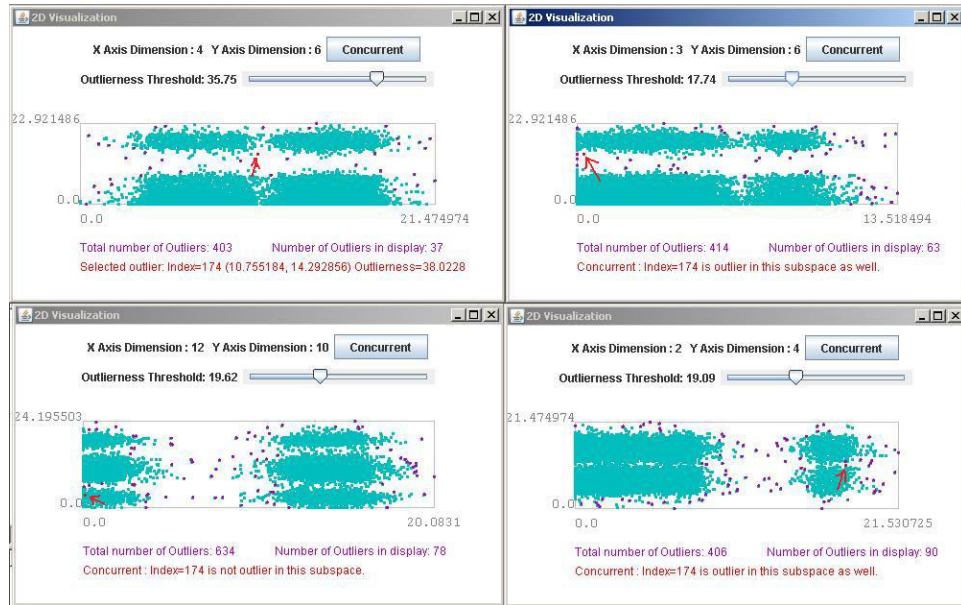 2D Visualization
X Axis Dimension : 4 Y Axis Dimension : 6 Concurrent
Outlierness Threshold: 35.75
22.921486
0.0
0.0 21.474974
Total number of Outliers: 403 Number of Outliers in display: 37
Selected outlier: Index=174 (10.755184, 14.292856) Outlierness=38.0228
2D Visualization
X Axis Dimension : 3 Y Axis Dimension : 6 Concurrent
Outlierness Threshold: 17.74
22.921486
0.0
0.0 13.518494
Total number of Outliers: 414 Number of Outliers in display: 63
Concurrent : Index=174 is outlier in this subspace as well.
2D Visualization
X Axis Dimension : 12 Y Axis Dimension : 10 Concurrent
Outlierness Threshold: 19.62
24.195503
0.0
0.0 20.0831
Total number of Outliers: 634 Number of Outliers in display: 78
Concurrent : Index=174 is not outlier in this subspace.
2D Visualization
X Axis Dimension : 2 Y Axis Dimension : 4 Concurrent
Outlierness Threshold: 19.09
21.474974
0.0
0.0 21.530725
Total number of Outliers: 406 Number of Outliers in display: 90
Concurrent : Index=174 is outlier in this subspace as well.